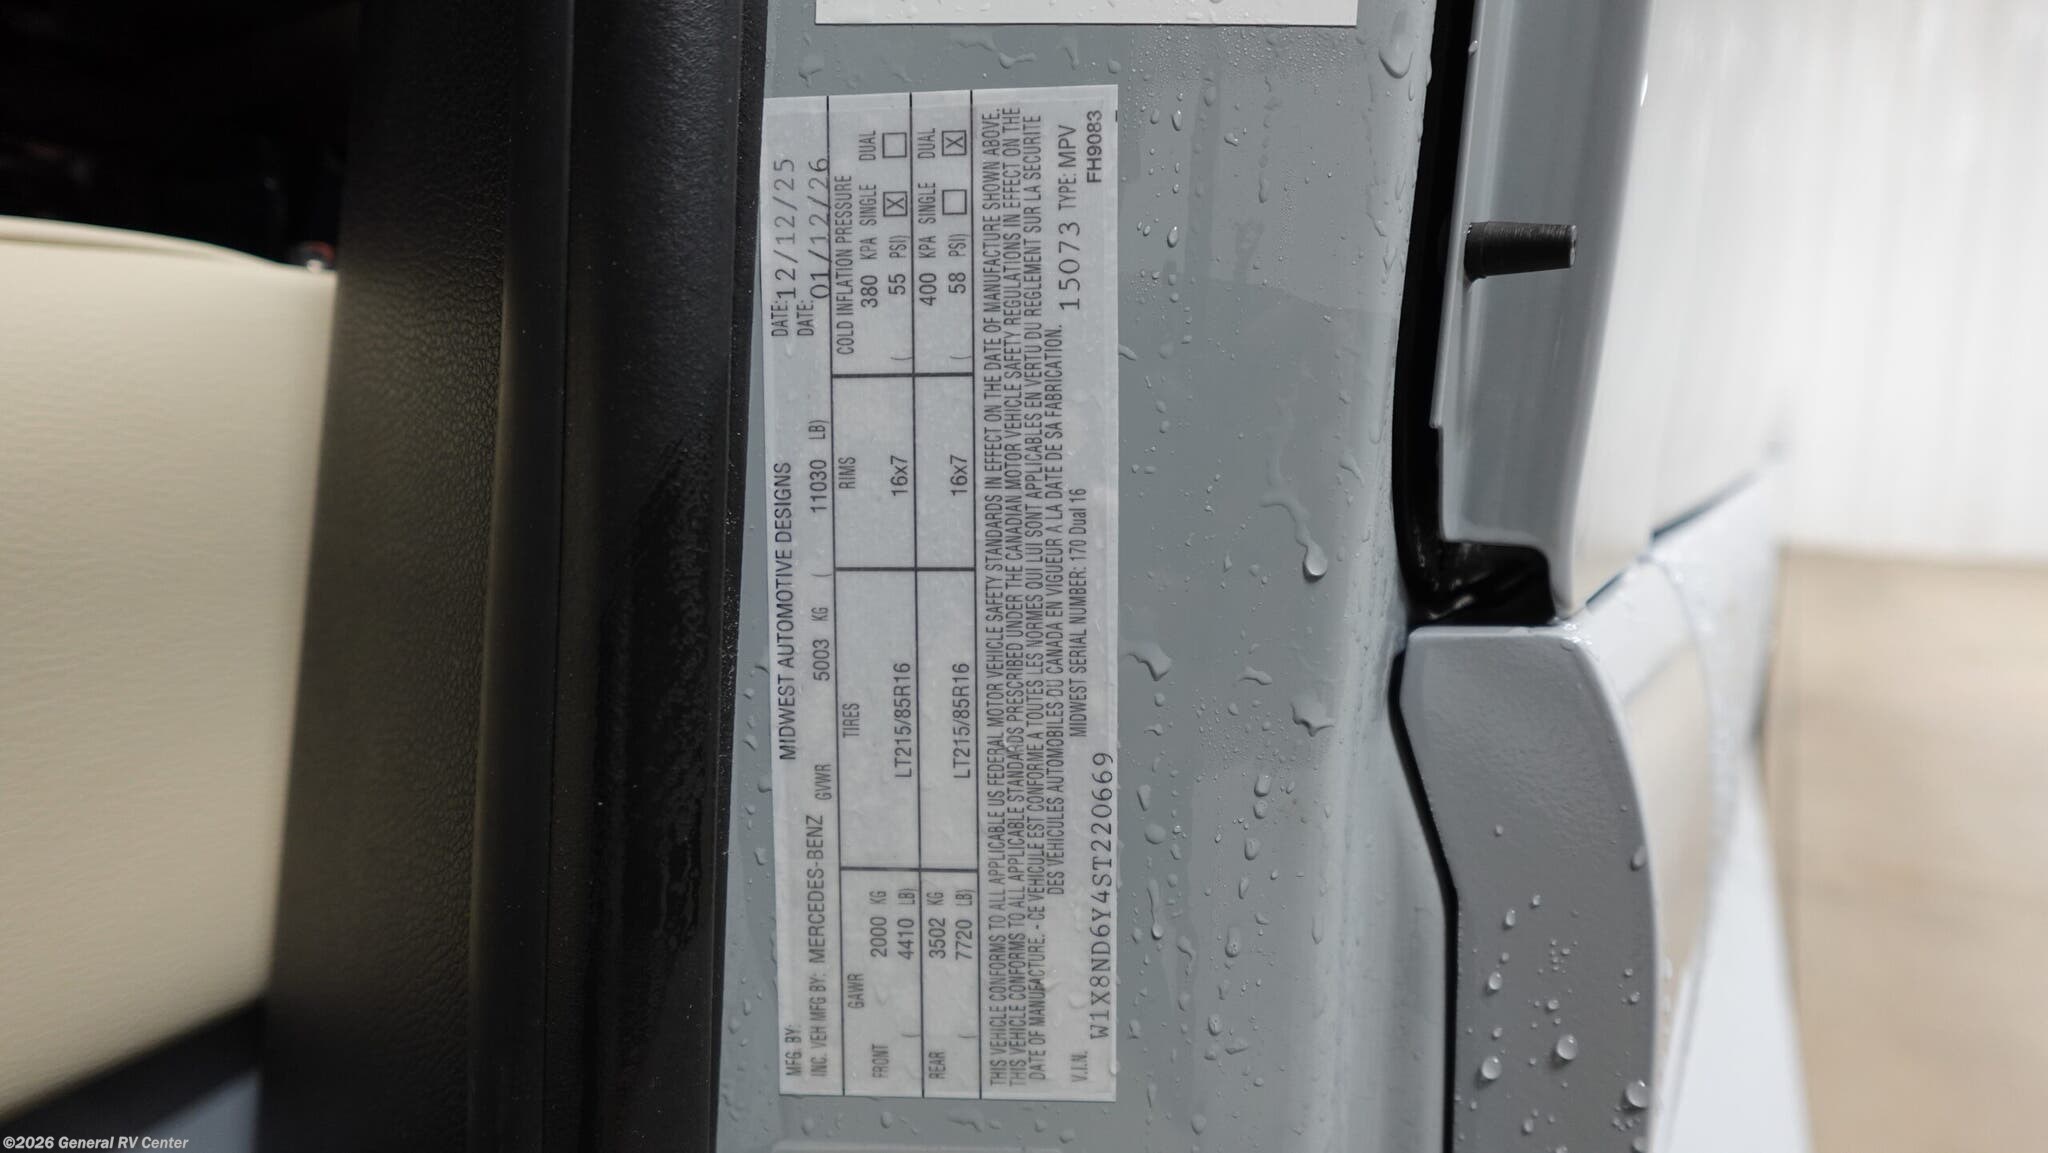 MFG. BY: MIDWEST AUTOMOTIVE DESIGNS DATE: 12/12/25
INC. VEH MFG BY: MERCEDES-BENZ GVWR 5003 KG ( 11030 LB) DATE: 01/12/26
GAWR TIRES RIMS COLD INFLATION PRESSURE
FRONT 2000 KG 380 KPA SINGLE DUAL
( 4410 LB) LT215/85R16 16x7 ( 55 PSI) X
REAR 3502 KG 400 KPA SINGLE DUAL
( 7720 LB) LT215/85R16 16x7 ( 58 PSI) X
THIS VEHICLE CONFORMS TO ALL APPLICABLE US FEDERAL MOTOR VEHICLE SAFETY STANDARDS IN EFFECT ON THE DATE OF MANUFACTURE SHOWN ABOVE.
THIS VEHICLE CONFORMS TO ALL APPLICABLE STANDARDS PRESCRIBED UNDER THE CANADIAN MOTOR VEHICLE SAFETY REGULATIONS IN EFFECT ON THE
DATE OF MANUFACTURE. - CE VEHICULE EST CONFORME A TOUTES LES NORMES QUI LUI SONT APPLICABLES EN VERTU DU REGLEMENT SUR LA SECURITE
DES VEHICULES AUTOMOBILES DU CANADA EN VIGUEUR A LA DATE DE SA FABRICATION.
MIDWEST SERIAL NUMBER: 170 Dual 16 15073 TYPE: MPV
V.I.N. W1X8ND6Y4ST220669 FH9083
©2026 General RV Center